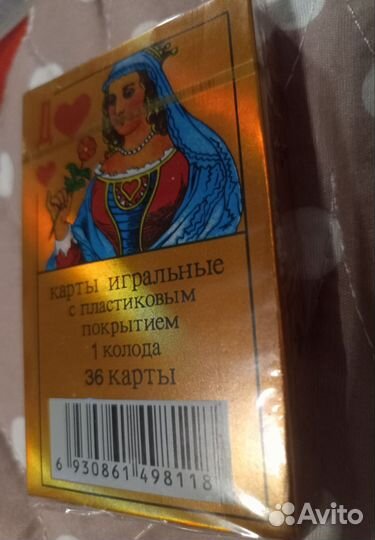 Д
карты игральные
с пластиковым
покрытием
1 колода
36 карты
6 930861 498118
Avito